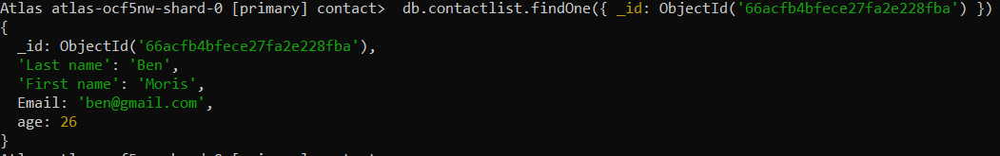 Atlas atlas-ocf5nw-shard-0 [primary] contact>  db.contactlist.findOne({ _id: ObjectId('66acfb4bfece27fa2e228fba') })
{
  _id: ObjectId('66acfb4bfece27fa2e228fba'),
  'Last name': 'Ben',
  'First name': 'Moris',
  Email: 'ben@gmail.com',
  age: 26
}